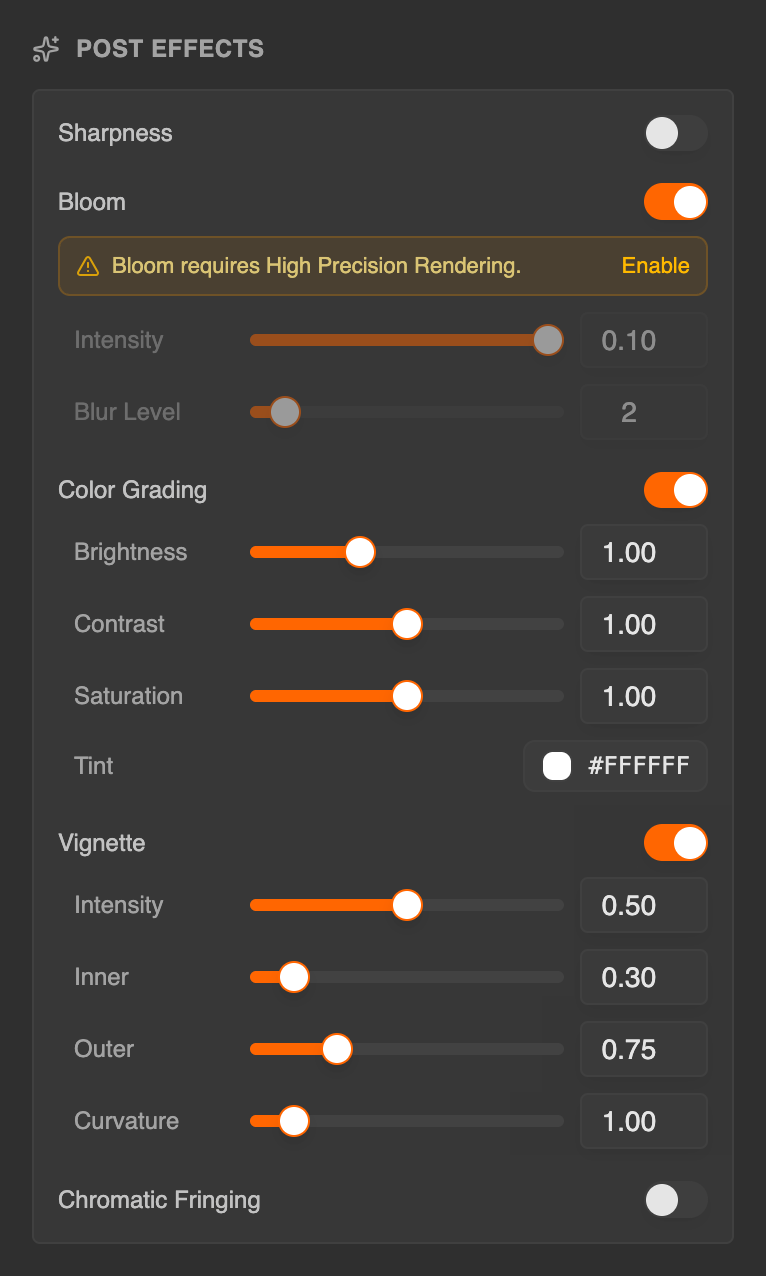 POST EFFECTS
Sharpness
Bloom
Bloom requires High Precision Rendering. Enable
Intensity 0.10
Blur Level 2
Color Grading
Brightness 1.00
Contrast 1.00
Saturation 1.00
Tint #FFFFFF
Vignette
Intensity 0.50
Inner 0.30
Outer 0.75
Curvature 1.00
Chromatic Fringing